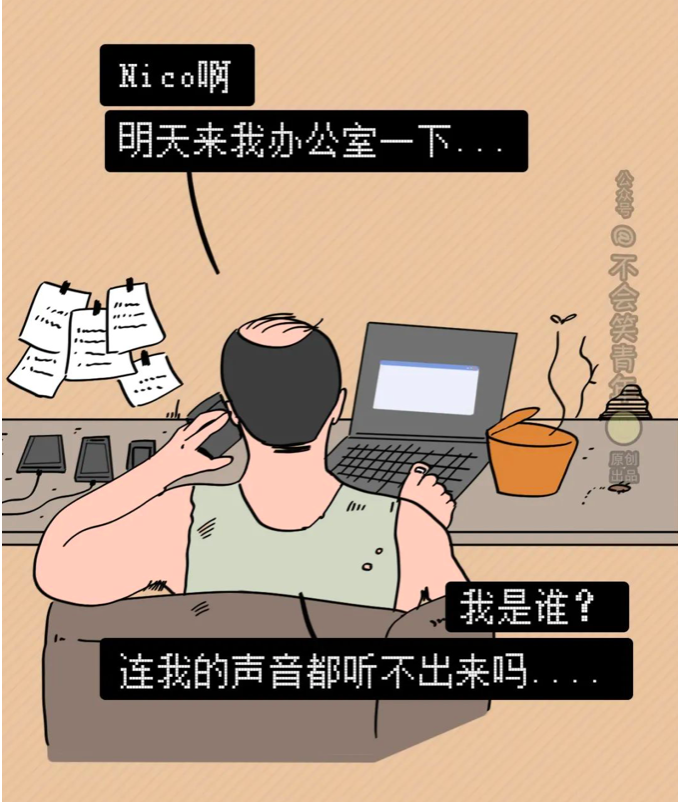 Nico啊
明天来我办公室一下...
公众号
@不会笑青年
原创
出品
我是谁？
连我的声音都听不出来吗....